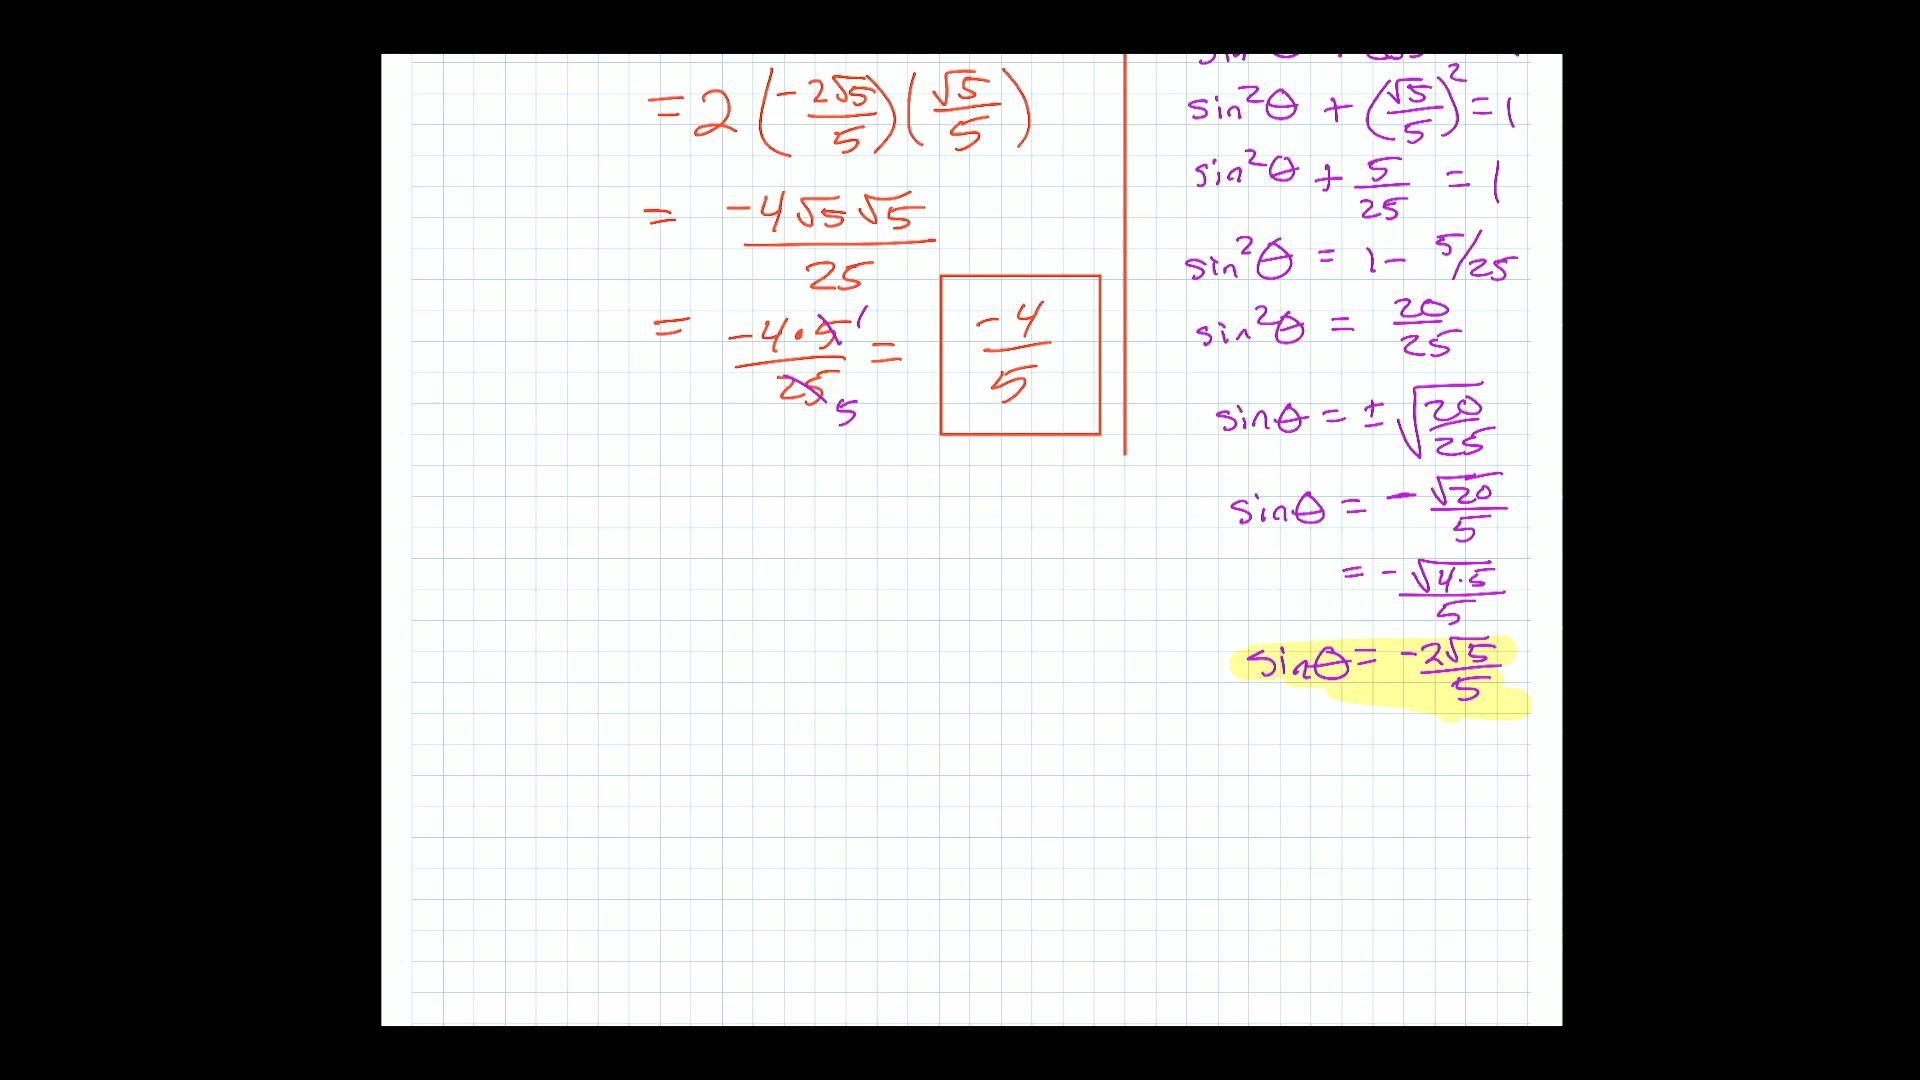 = 2 (-2√5/5)(√5/5)
= -4√5√5/25
= -4·5/25 = -4/5
1
5
sin²θ + (√5/5)² = 1
sin²θ + 5/25 = 1
sin²θ = 1 - 5/25
sin²θ = 20/25
sinθ = ±√(20/25)
sinθ = -√20/5
= -√(4·5)/5
sinθ = -2√5/5